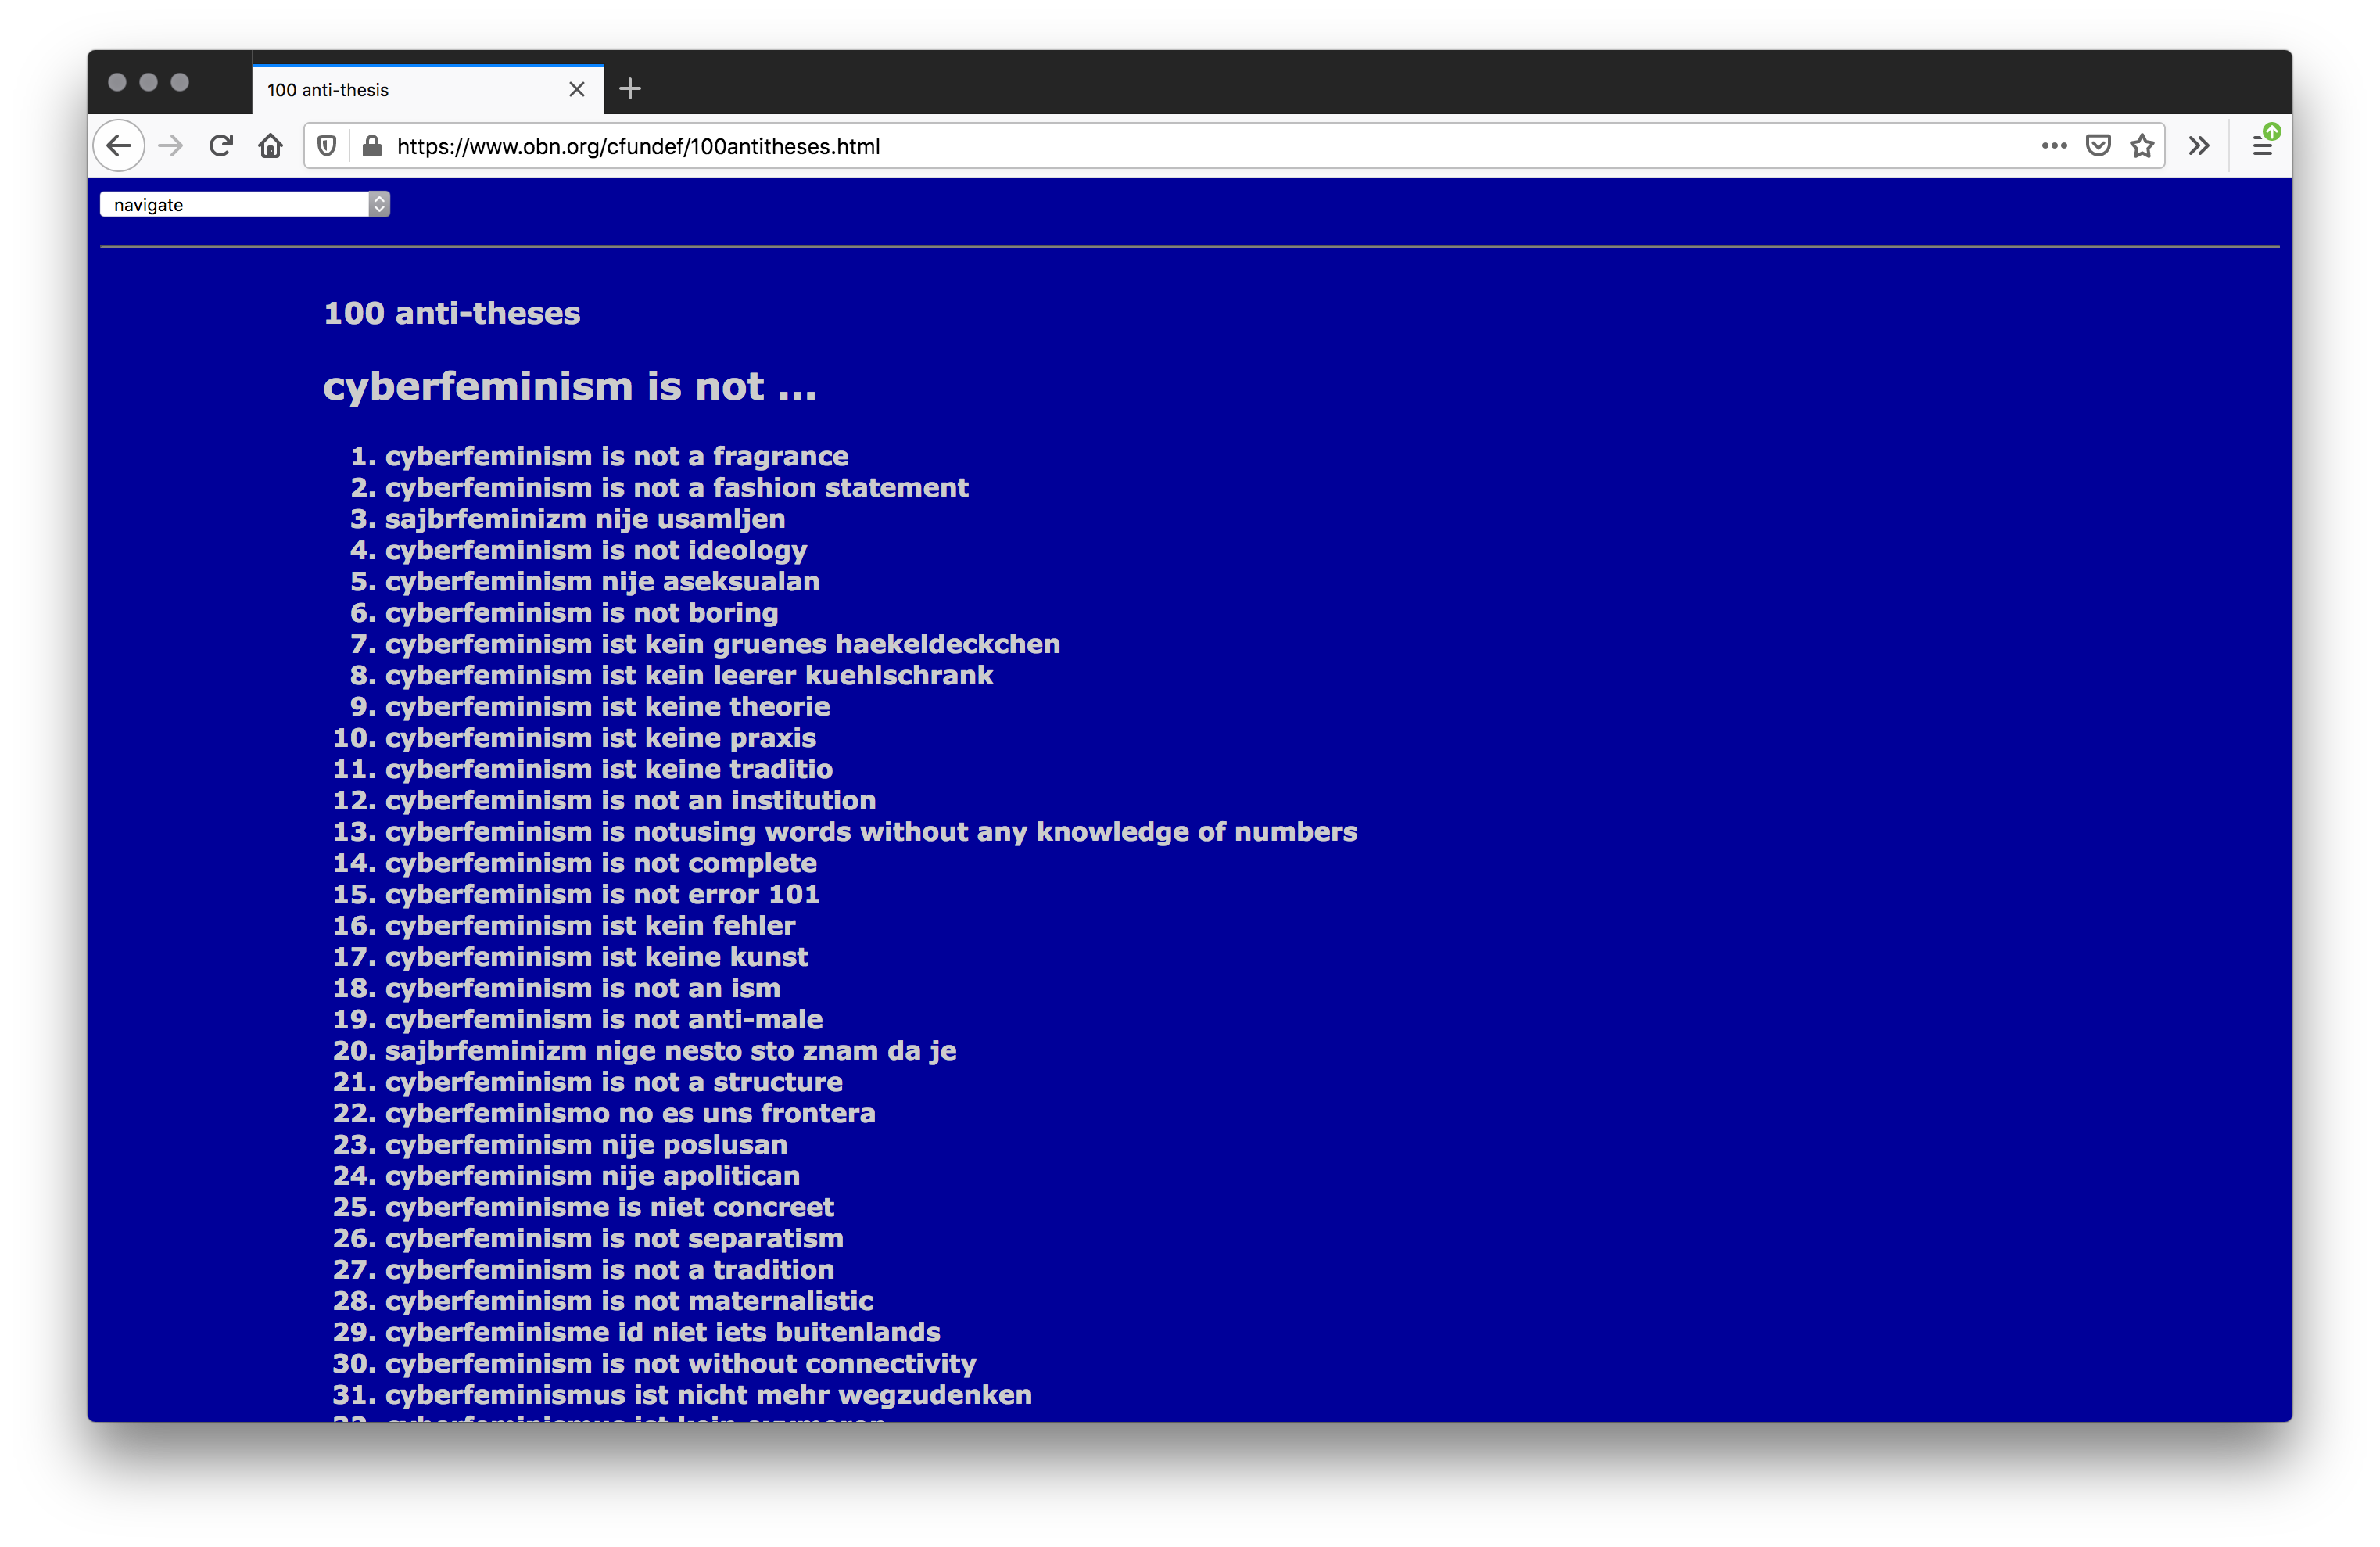 100 anti-thesis
https://www.obn.org/cfundef/100antitheses.html
navigate
100 anti-theses
cyberfeminism is not ...
1. cyberfeminism is not a fragrance
2. cyberfeminism is not a fashion statement
3. sajbrfeminizm nije usamljen
4. cyberfeminism is not ideology
5. cyberfeminism nije aseksualan
6. cyberfeminism is not boring
7. cyberfeminism ist kein gruenes haekeldeckchen
8. cyberfeminism ist kein leerer kuehlschrank
9. cyberfeminism ist keine theorie
10. cyberfeminism ist keine praxis
11. cyberfeminism ist keine traditio
12. cyberfeminism is not an institution
13. cyberfeminism is notusing words without any knowledge of numbers
14. cyberfeminism is not complete
15. cyberfeminism is not error 101
16. cyberfeminism ist kein fehler
17. cyberfeminism ist keine kunst
18. cyberfeminism is not an ism
19. cyberfeminism is not anti-male
20. sajbrfeminizm nige nesto sto znam da je
21. cyberfeminism is not a structure
22. cyberfeminismo no es uns frontera
23. cyberfeminism nije poslusan
24. cyberfeminism nije apolitican
25. cyberfeminisme is niet concreet
26. cyberfeminism is not separatism
27. cyberfeminism is not a tradition
28. cyberfeminism is not maternalistic
29. cyberfeminisme id niet iets buitenlands
30. cyberfeminism is not without connectivity
31. cyberfeminismus ist nicht mehr wegzudenken
32. cyberfeminismus ist kein oxymoron